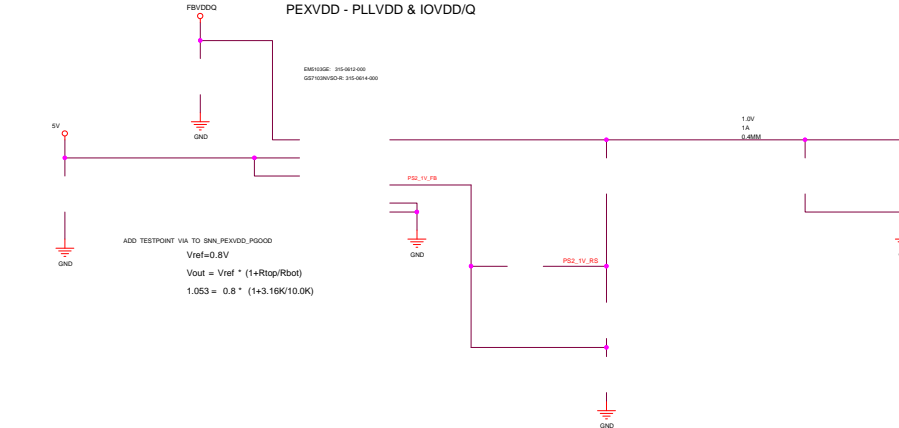 FBVDDQ
PEXVDD - PLLVDD & IOVDD/Q
EM5103GE: 315-0612-000
GS7103NVSO-R: 315-0614-000
GND
5V
1.0V
1A
0.4MM
PS2_1V_FB
ADD TESTPOINT VIA TO SNN_PEXVDD_PGOOD
Vref=0.8V
Vout = Vref * (1+Rtop/Rbot)
1.053 = 0.8 * (1+3.16K/10.0K)
GND
GND
PS2_1V_RS
GND